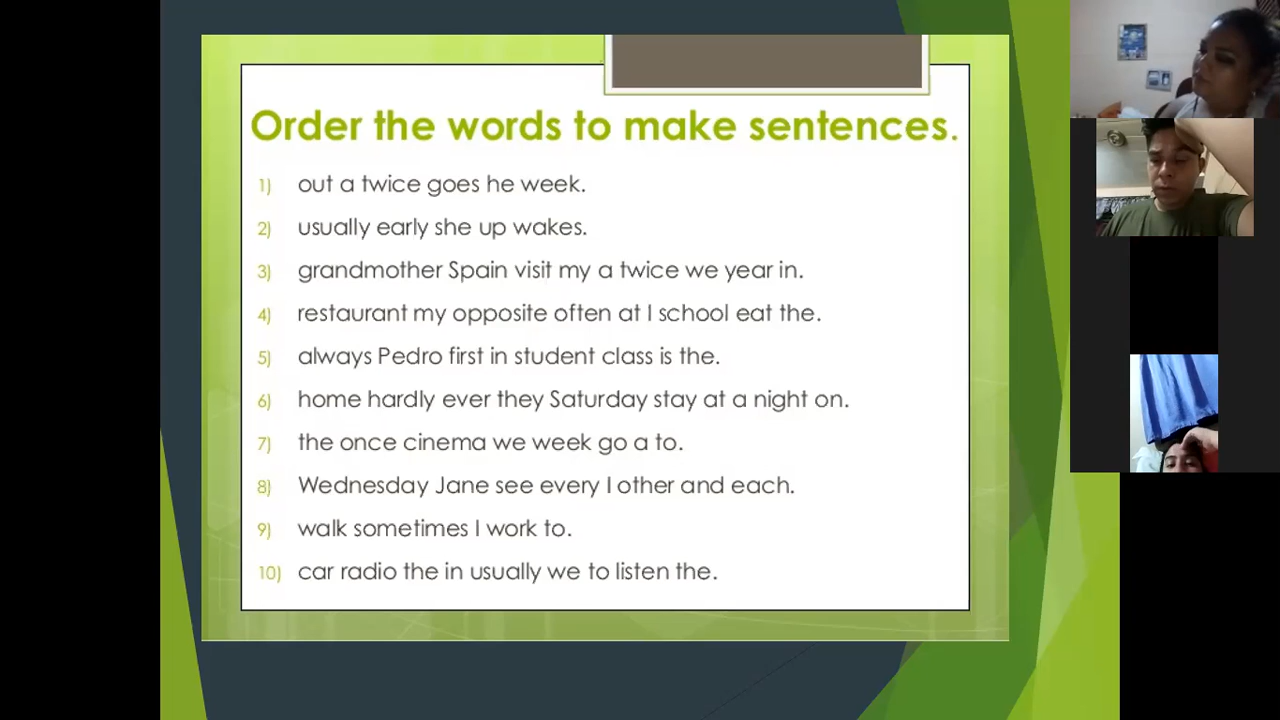 Order the words to make sentences.
1) out a twice goes he week.
2) usually early she up wakes.
3) grandmother Spain visit my a twice we year in.
4) restaurant my opposite often at I school eat the.
5) always Pedro first in student class is the.
6) home hardly ever they Saturday stay at a night on.
7) the once cinema we week go a to.
8) Wednesday Jane see every I other and each.
9) walk sometimes I work to.
10) car radio the in usually we to listen the.